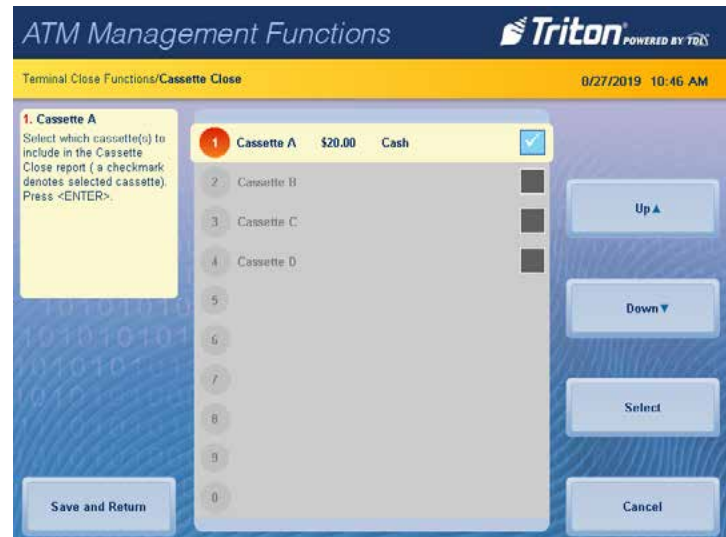 ATM Management Functions
Triton POWERED BY TDL
Terminal Close Functions/Cassette Close
8/27/2019 10:46 AM
1. Cassette A
Select which cassette(s) to
include in the Cassette
Close report ( a checkmark
denotes selected cassette).
Press <ENTER>.
1 Cassette A $20.00 Cash
2 Cassette B
3 Cassette C
4 Cassette D
5
6
7
8
9
0
Up
Down
Select
Save and Return
Cancel